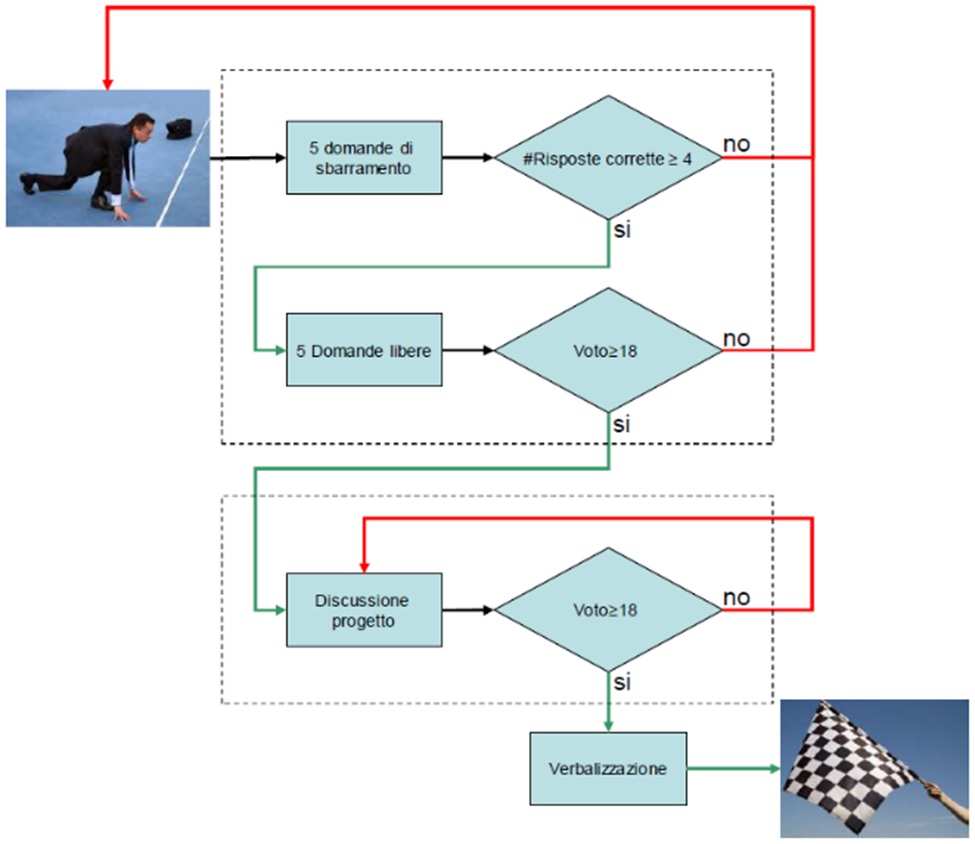 5 domande di
sbarramento
#Risposte corrette ≥ 4
no
si
5 Domande libere
Voto≥18
no
si
Discussione
progetto
Voto≥18
no
si
Verbalizzazione